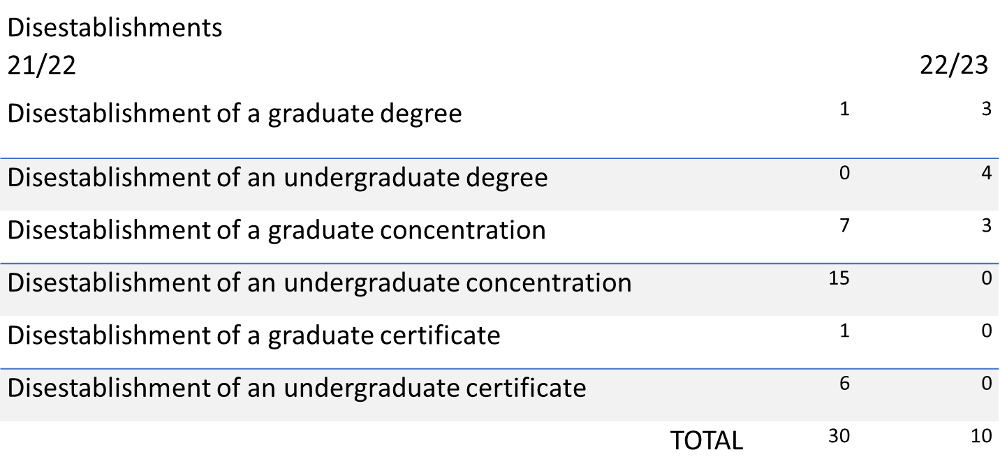 Disestablishments
21/22 22/23
Disestablishment of a graduate degree 1 3
Disestablishment of an undergraduate degree 0 4
Disestablishment of a graduate concentration 7 3
Disestablishment of an undergraduate concentration 15 0
Disestablishment of a graduate certificate 1 0
Disestablishment of an undergraduate certificate 6 0
TOTAL 30 10